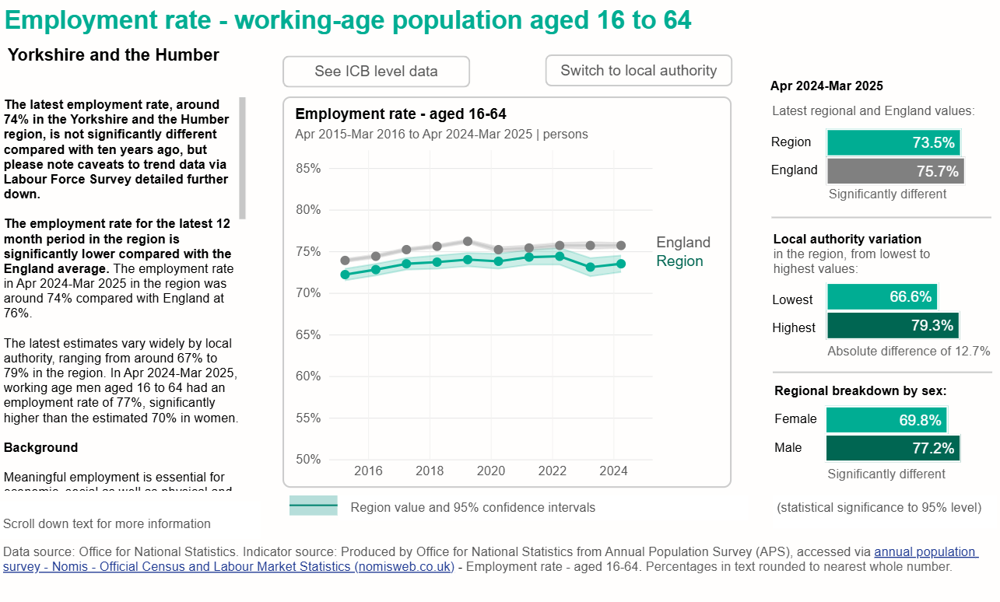 Employment rate - working-age population aged 16 to 64
Yorkshire and the Humber
The latest employment rate, around
74% in the Yorkshire and the Humber
region, is not significantly different
compared with ten years ago, but
please note caveats to trend data via
Labour Force Survey detailed further
down.
The employment rate for the latest 12
month period in the region is
significantly lower compared with the
England average. The employment rate
in Apr 2024-Mar 2025 in the region was
around 74% compared with England at
76%.
The latest estimates vary widely by local
authority, ranging from around 67% to
79% in the region. In Apr 2024-Mar 2025,
working age men aged 16 to 64 had an
employment rate of 77%, significantly
higher than the estimated 70% in women.
Background
Meaningful employment is essential for
economic, social as well as physical and
Scroll down text for more information
See ICB level data
Switch to local authority
Employment rate - aged 16-64
Apr 2015-Mar 2016 to Apr 2024-Mar 2025 | persons
85%
80%
75%
70%
65%
60%
55%
50%
2016 2018 2020 2022 2024
England
Region
Region value and 95% confidence intervals
Apr 2024-Mar 2025
Latest regional and England values:
Region 73.5%
England 75.7%
Significantly different
Local authority variation
in the region, from lowest to
highest values:
Lowest 66.6%
Highest 79.3%
Absolute difference of 12.7%
Regional breakdown by sex:
Female 69.8%
Male 77.2%
Significantly different
(statistical significance to 95% level)
Data source: Office for National Statistics. Indicator source: Produced by Office for National Statistics from Annual Population Survey (APS), accessed via annual population
survey - Nomis - Official Census and Labour Market Statistics (nomisweb.co.uk) - Employment rate - aged 16-64. Percentages in text rounded to nearest whole number.